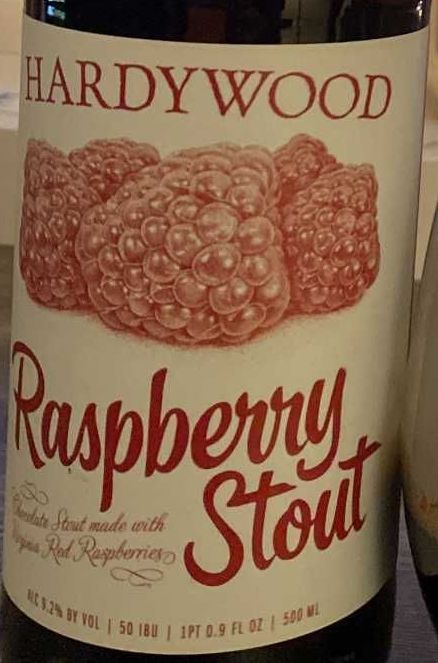 HARDYWOOD
Raspberry
Stout
Chocolate Stout made with
Virginia Red Raspberries
ALC 9.2% BY VOL | 50 IBU | 1PT 0.9 FL OZ | 500 ML